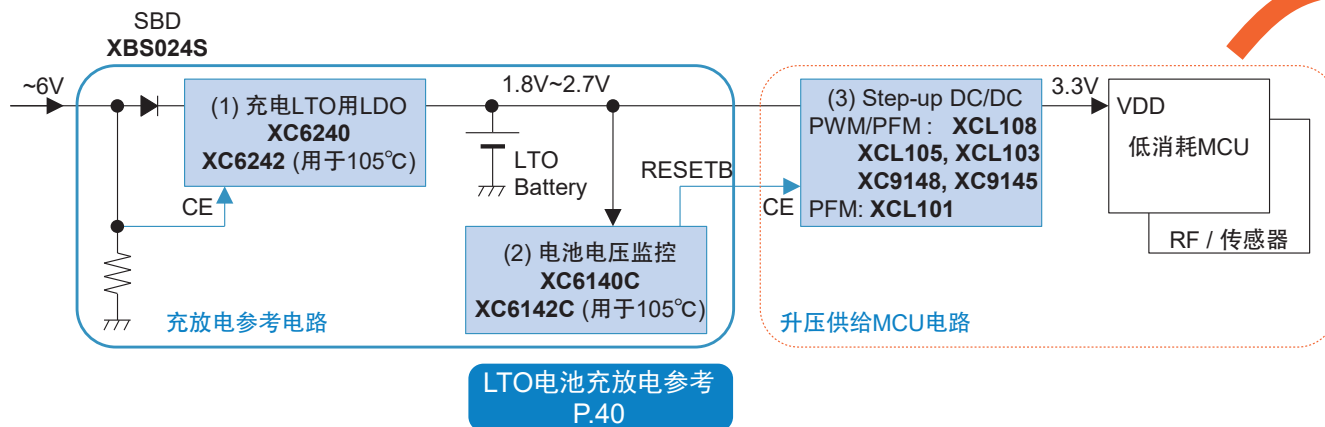 SBD
XBS024S
~6V
(1) 充电LTO用LDO
XC6240
XC6242 (用于105℃)
CE
1.8V~2.7V
LTO
Battery
RESETB
(2) 电池电压监控
XC6140C
XC6142C (用于105℃)
充放电参考电路
(3) Step-up DC/DC
PWM/PFM : XCL108
XCL105, XCL103
XC9148, XC9145
PFM: XCL101
CE
3.3V
VDD
低消耗MCU
RF / 传感器
升压供给MCU电路
LTO电池充放电参考
P.40